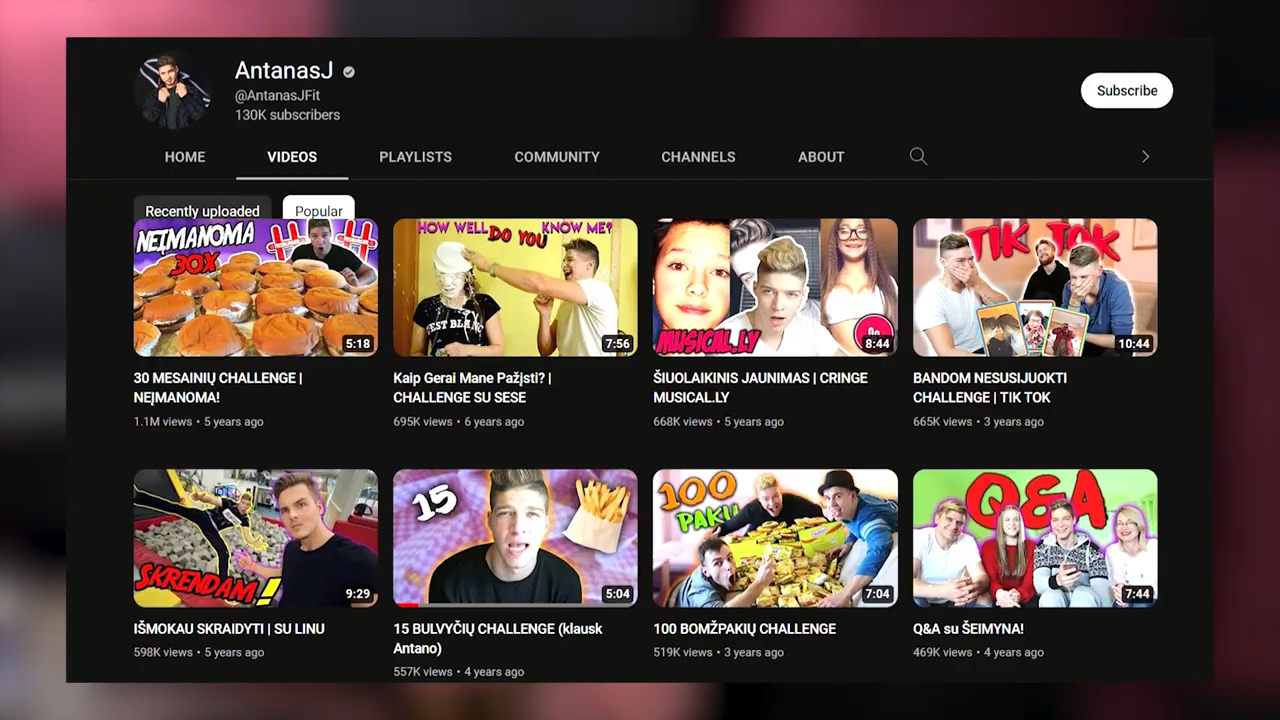 AntanasJ
@AntanasJFit
130K subscribers
Subscribe
HOME VIDEOS PLAYLISTS COMMUNITY CHANNELS ABOUT
Recently uploaded Popular
NEĮMANOMA
30X
5:18
HOW WELL DO YOU KNOW ME?
7:56
MUSICAL.LY
8:44
TIK TOK
10:44
30 MESAINIŲ CHALLENGE |
NEĮMANOMA!
1.1M views • 5 years ago
Kaip Gerai Mane Pažįsti? |
CHALLENGE SU SESE
695K views • 6 years ago
ŠIUOLAIKINIS JAUNIMAS | CRINGE
MUSICAL.LY
668K views • 5 years ago
BANDOM NESUSIJUOKTI
CHALLENGE | TIK TOK
665K views • 3 years ago
SKRENDAM!
9:29
15
5:04
100
PAKŲ
7:04
Q&A
7:44
IŠMOKAU SKRAIDYTI | SU LINU
598K views • 5 years ago
15 BULVYČIŲ CHALLENGE (klausk
Antano)
557K views • 4 years ago
100 BOMŽPAKIŲ CHALLENGE
519K views • 3 years ago
Q&A su ŠEIMYNA!
469K views • 4 years ago